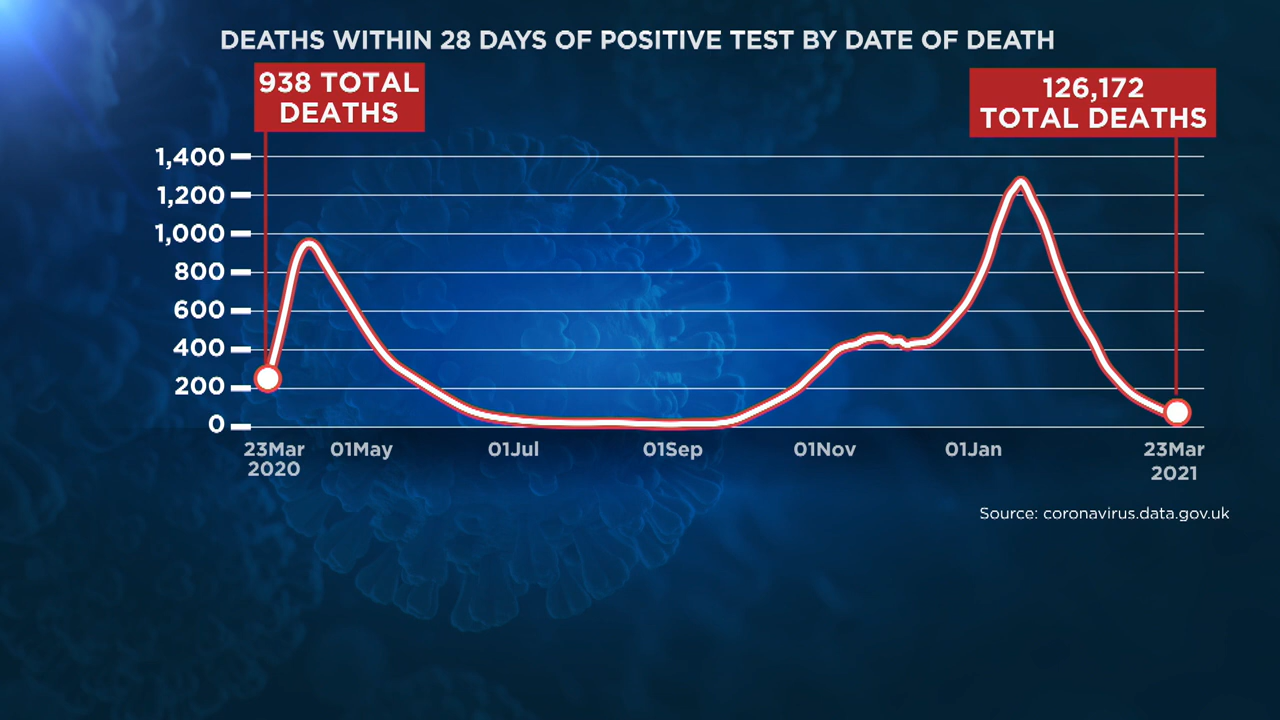 DEATHS WITHIN 28 DAYS OF POSITIVE TEST BY DATE OF DEATH
938 TOTAL
DEATHS
126,172
TOTAL DEATHS
1,400
1,200
1,000
800
600
400
200
0
23Mar
2020
01May
01Jul
01Sep
01Nov
01Jan
23Mar
2021
Source: coronavirus.data.gov.uk